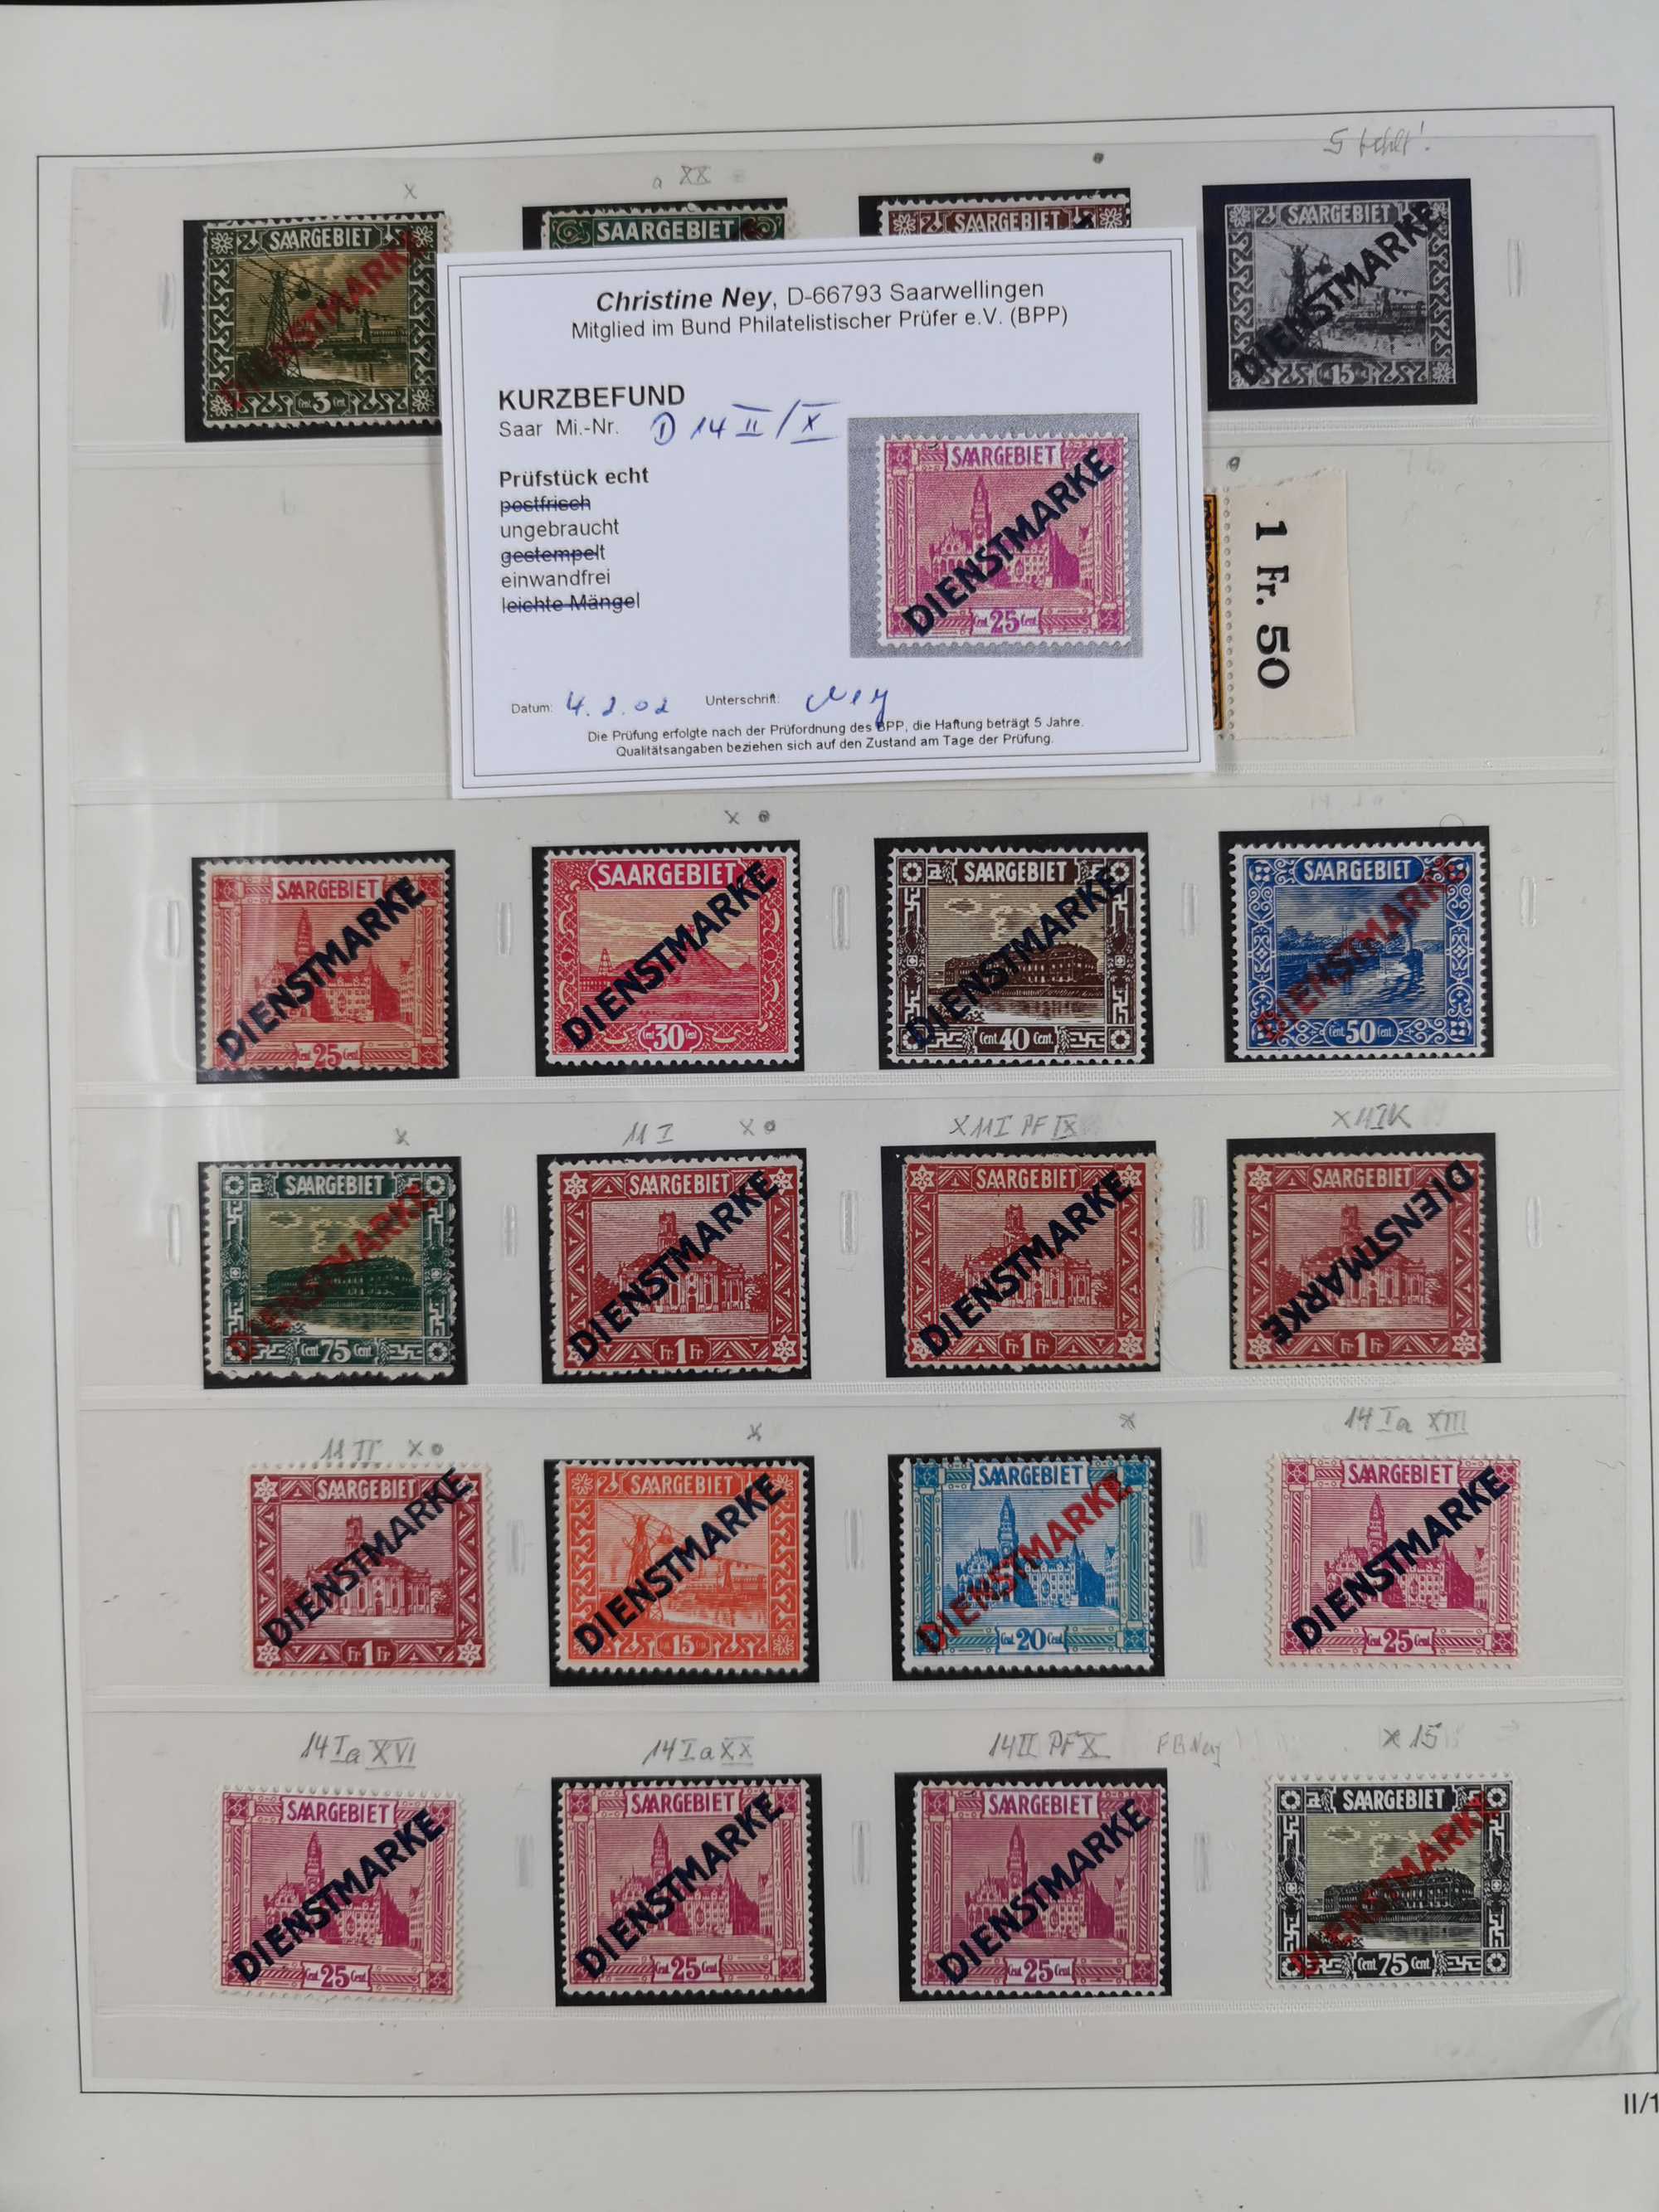 5 fehlt!
x
a XX
SAARGEBIET
DIENSTMARKE
Cent. 3 Cent.
SAARGEBIET
SAARGEBIET
SAARGEBIET
DIENSTMARKE
15
Christine Ney, D-66793 Saarwellingen
Mitglied im Bund Philatelistischer Prüfer e.V. (BPP)
KURZBEFUND
Saar Mi.-Nr. D 14 II / X
Prüfstück echt
postfrisch
ungebraucht
gestempelt
einwandfrei
leichte Mängel
SAARGEBIET
DIENSTMARKE
Cent. 25 Cent.
Datum: 4. 2. 02 Unterschrift: Ney
Die Prüfung erfolgte nach der Prüfordnung des BPP, die Haftung beträgt 5 Jahre.
Qualitätsangaben beziehen sich auf den Zustand am Tage der Prüfung.
1 Fr. 50
x
SAARGEBIET
DIENSTMARKE
Cent. 25 Cent.
SAARGEBIET
DIENSTMARKE
Cent 30 Cent
SAARGEBIET
DIENSTMARKE
Cent 40 Cent.
SAARGEBIET
DIENSTMARKE
Cent. 50 Cent.
x
11 I x
X 11 I PF IX
X 11 I K
SAARGEBIET
DIENSTMARKE
Cent 75 Cent
SAARGEBIET
DIENSTMARKE
Fr. 1 Fr
SAARGEBIET
DIENSTMARKE
Fr. 1 Fr
SAARGEBIET
DIENSTMARKE
Fr. 1 Fr
11 II x
x
x
14 I a XIII
SAARGEBIET
DIENSTMARKE
Fr. 1 Fr
SAARGEBIET
DIENSTMARKE
15
SAARGEBIET
DIENSTMARKE
Cent. 20 Cent.
SAARGEBIET
DIENSTMARKE
Cent. 25 Cent.
14 I a XVI
14 I a XX
14 II PF X FB Ney
x 15
SAARGEBIET
DIENSTMARKE
Cent. 25 Cent.
SAARGEBIET
DIENSTMARKE
Cent. 25 Cent.
SAARGEBIET
DIENSTMARKE
Cent. 25 Cent.
SAARGEBIET
DIENSTMARKE
Cent. 75 Cent.
II/1